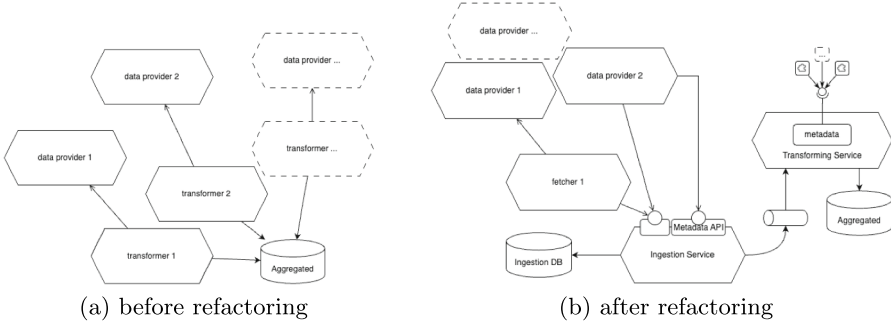 data provider ...
data provider 2
data provider 1
transformer ...
transformer 2
transformer 1
Aggregated
(a) before refactoring
data provider ...
data provider 1
data provider 2
...
metadata
Transforming Service
fetcher 1
Metadata API
Aggregated
Ingestion DB
Ingestion Service
(b) after refactoring